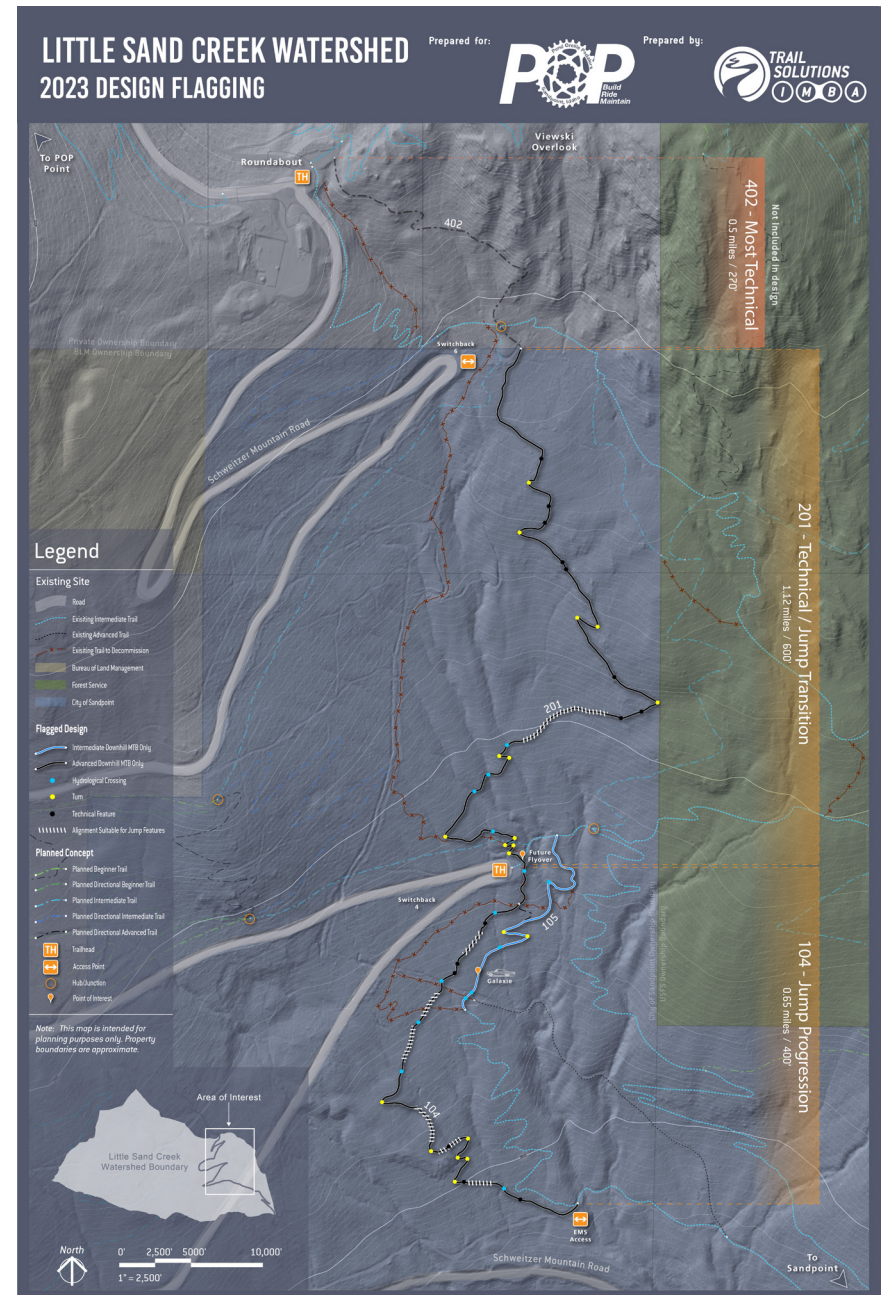 LITTLE SAND CREEK WATERSHED
2023 DESIGN FLAGGING
Prepared for:
POP
Build
Ride
Maintain
Prepared by:
TRAIL
SOLUTIONS
IMBA
To POP
Point
Roundabout
TH
Viewski
Overlook
402
402 - Most Technical
0.5 miles / 270'
Not Included in design
Private Ownership Boundary
BLM Ownership Boundary
Switchback
6
Schweitzer Mountain Road
201 - Technical / Jump Transition
1.12 miles / 600'
201
Legend
Existing Site
Road
Exisiting Intermediate Trail
Existing Advanced Trail
Exisiting Trail to Decommission
Bureau of Land Management
Forest Service
City of Sandpoint
Flagged Design
Intermediate Downhill MTB Only
Advanced Downhill MTB Only
Hydrological Crossing
Turn
Technical Feature
Alignment Suitable for Jump Features
Planned Concept
Planned Beginner Trail
Planned Directional Beginner Trail
Planned Intermediate Trail
Planned Directional Intermediate Trail
Planned Directional Advanced Trail
TH
Trailhead
Access Point
Hub/Junction
Point of Interest
Note: This map is intended for
planning purposes only. Property
boundaries are approximate.
Future
Flyover
TH
Switchback
4
105
Galaxie
104 - Jump Progression
0.65 miles / 400'
104
EMS
Access
Schweitzer Mountain Road
To
Sandpoint
Area of Interest
Little Sand Creek
Watershed Boundary
North
0' 2,500' 5000' 10,000'
1" = 2,500'